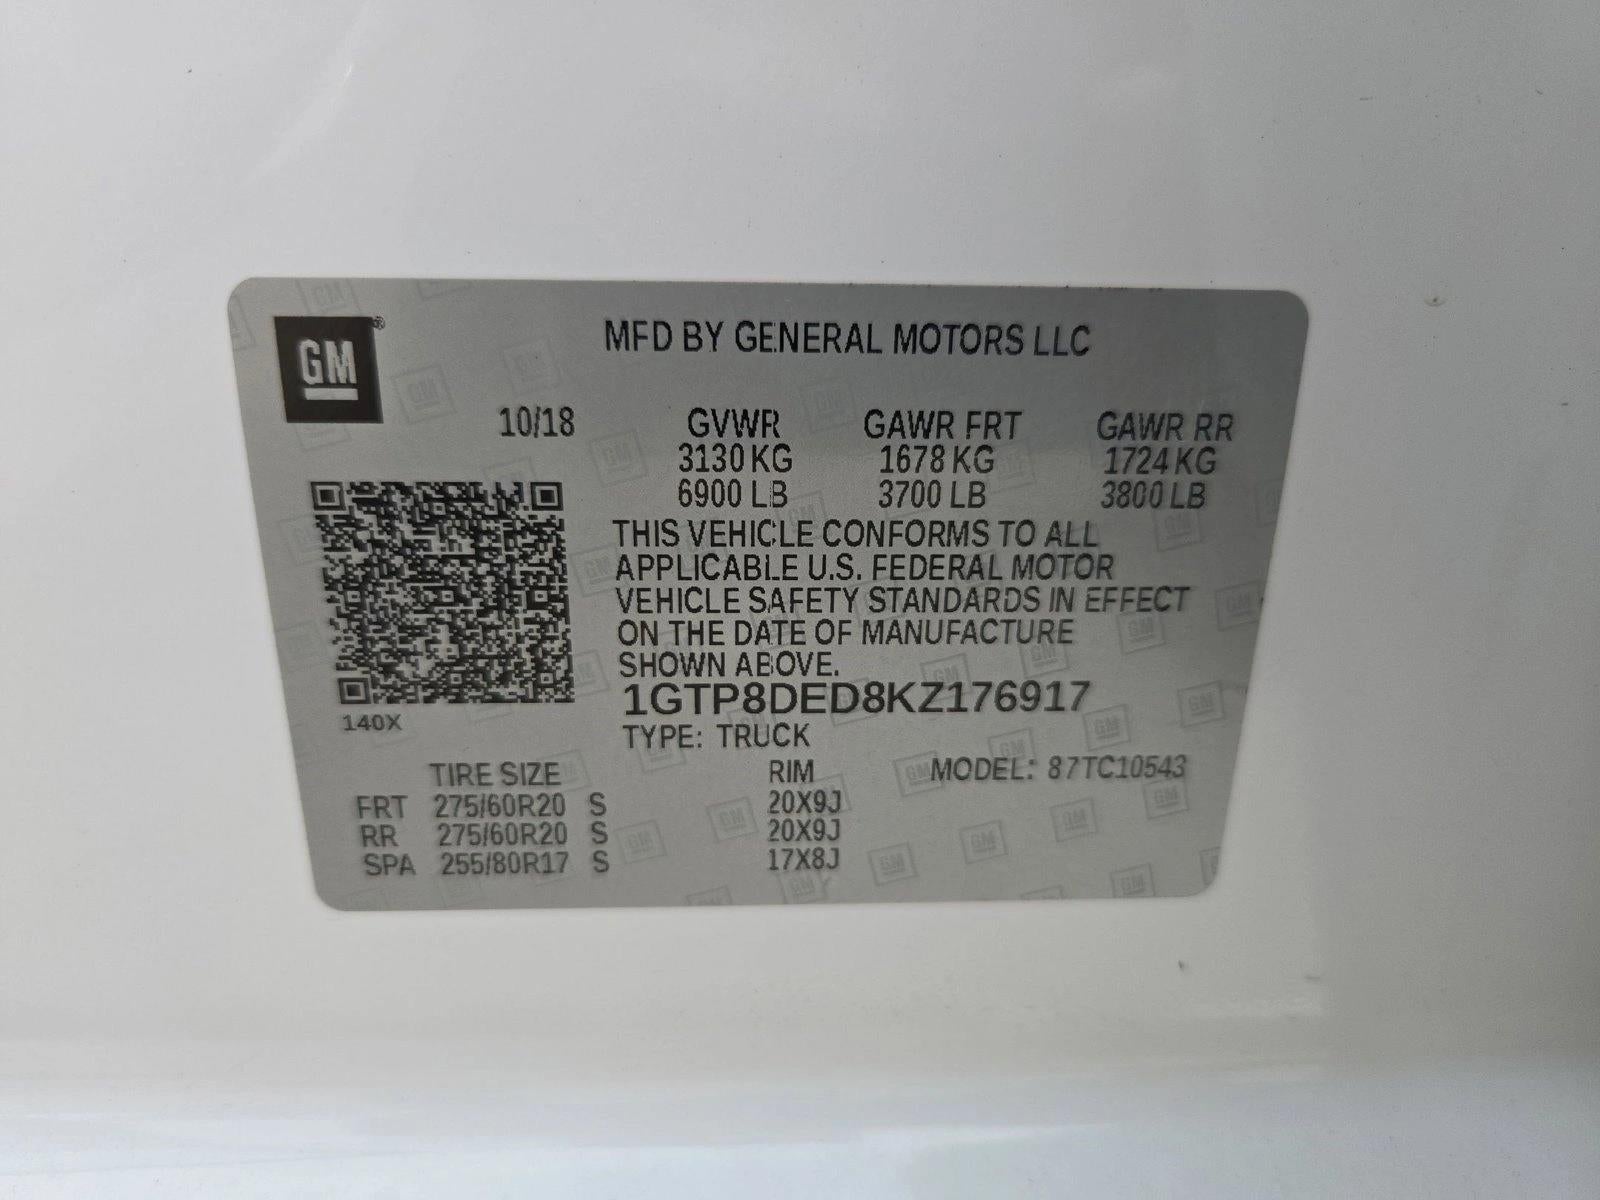 GM
MFD BY GENERAL MOTORS LLC
10/18 GVWR GAWR FRT GAWR RR
3130 KG 1678 KG 1724 KG
6900 LB 3700 LB 3800 LB
THIS VEHICLE CONFORMS TO ALL
APPLICABLE U.S. FEDERAL MOTOR
VEHICLE SAFETY STANDARDS IN EFFECT
ON THE DATE OF MANUFACTURE
SHOWN ABOVE.
1GTP8DED8KZ176917
140X
TYPE: TRUCK
TIRE SIZE RIM MODEL: 87TC10543
FRT 275/60R20 S 20X9J
RR 275/60R20 S 20X9J
SPA 255/80R17 S 17X8J